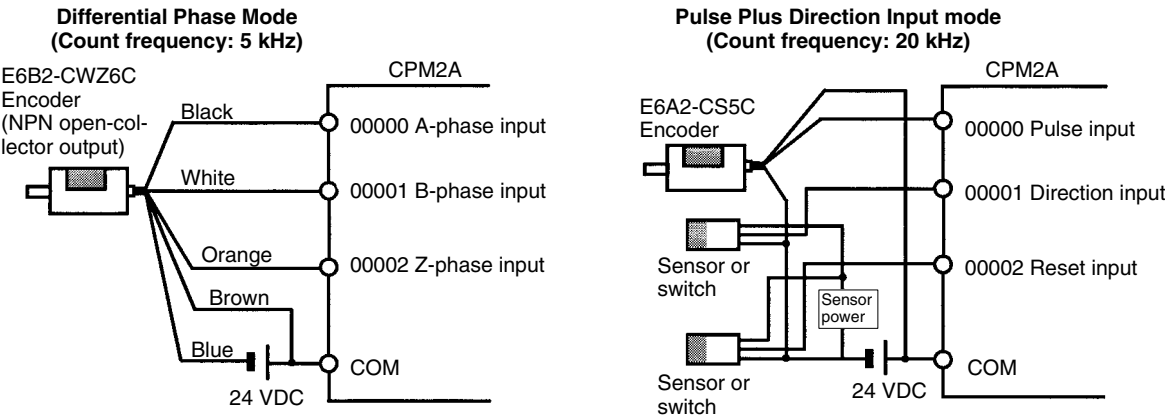 Differential Phase Mode
(Count frequency: 5 kHz)
E6B2-CWZ6C
Encoder
(NPN open-col-
lector output)
CPM2A
Black
00000 A-phase input
White
00001 B-phase input
Orange
00002 Z-phase input
Brown
Blue
COM
24 VDC
Pulse Plus Direction Input mode
(Count frequency: 20 kHz)
CPM2A
E6A2-CS5C
Encoder
00000 Pulse input
00001 Direction input
Sensor or
switch
00002 Reset input
Sensor
power
COM
24 VDC
Sensor or
switch